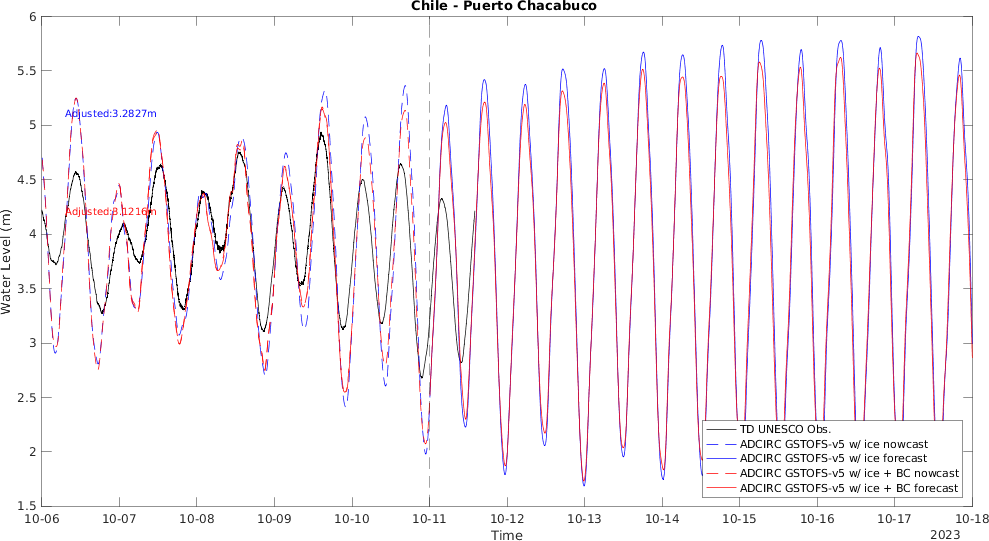 Chile - Puerto Chacabuco
6
5.5
5
4.5
4
3.5
3
2.5
2
1.5
Water Level (m)
Adjusted:3.2827m
Adjusted:3.1216m
TD UNESCO Obs.
ADCIRC GSTOFS-v5 w/ ice nowcast
ADCIRC GSTOFS-v5 w/ ice forecast
ADCIRC GSTOFS-v5 w/ ice + BC nowcast
ADCIRC GSTOFS-v5 w/ ice + BC forecast
10-06 10-07 10-08 10-09 10-10 10-11 10-12 10-13 10-14 10-15 10-16 10-17 10-18
Time
2023